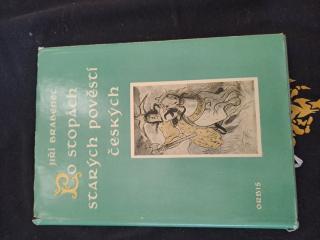 JIŘÍ BRABENEC
Po stopách
starých pověstí
českých
ORBIS